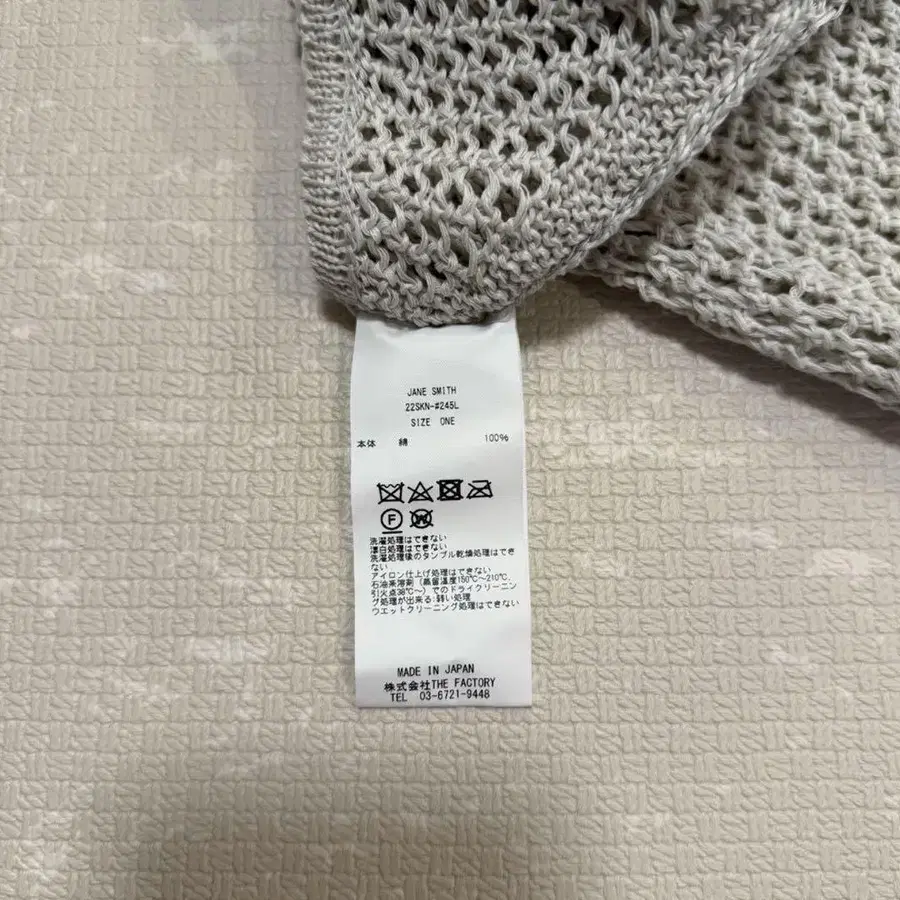 JANE SMITH
22SKN-#245L
SIZE ONE
本体 綿 100%
F
W
洗濯処理はできない
漂白処理はできない
洗濯処理後のタンブル乾燥処理はでき
ない
アイロン仕上げ処理はできない
石油系溶剤（蒸留温度150℃～210℃,
引火点38℃～）でのドライクリーニン
グ処理が出来る:弱い処理
ウエットクリーニング処理はできない
MADE IN JAPAN
株式会社THE FACTORY
TEL 03-6721-9448